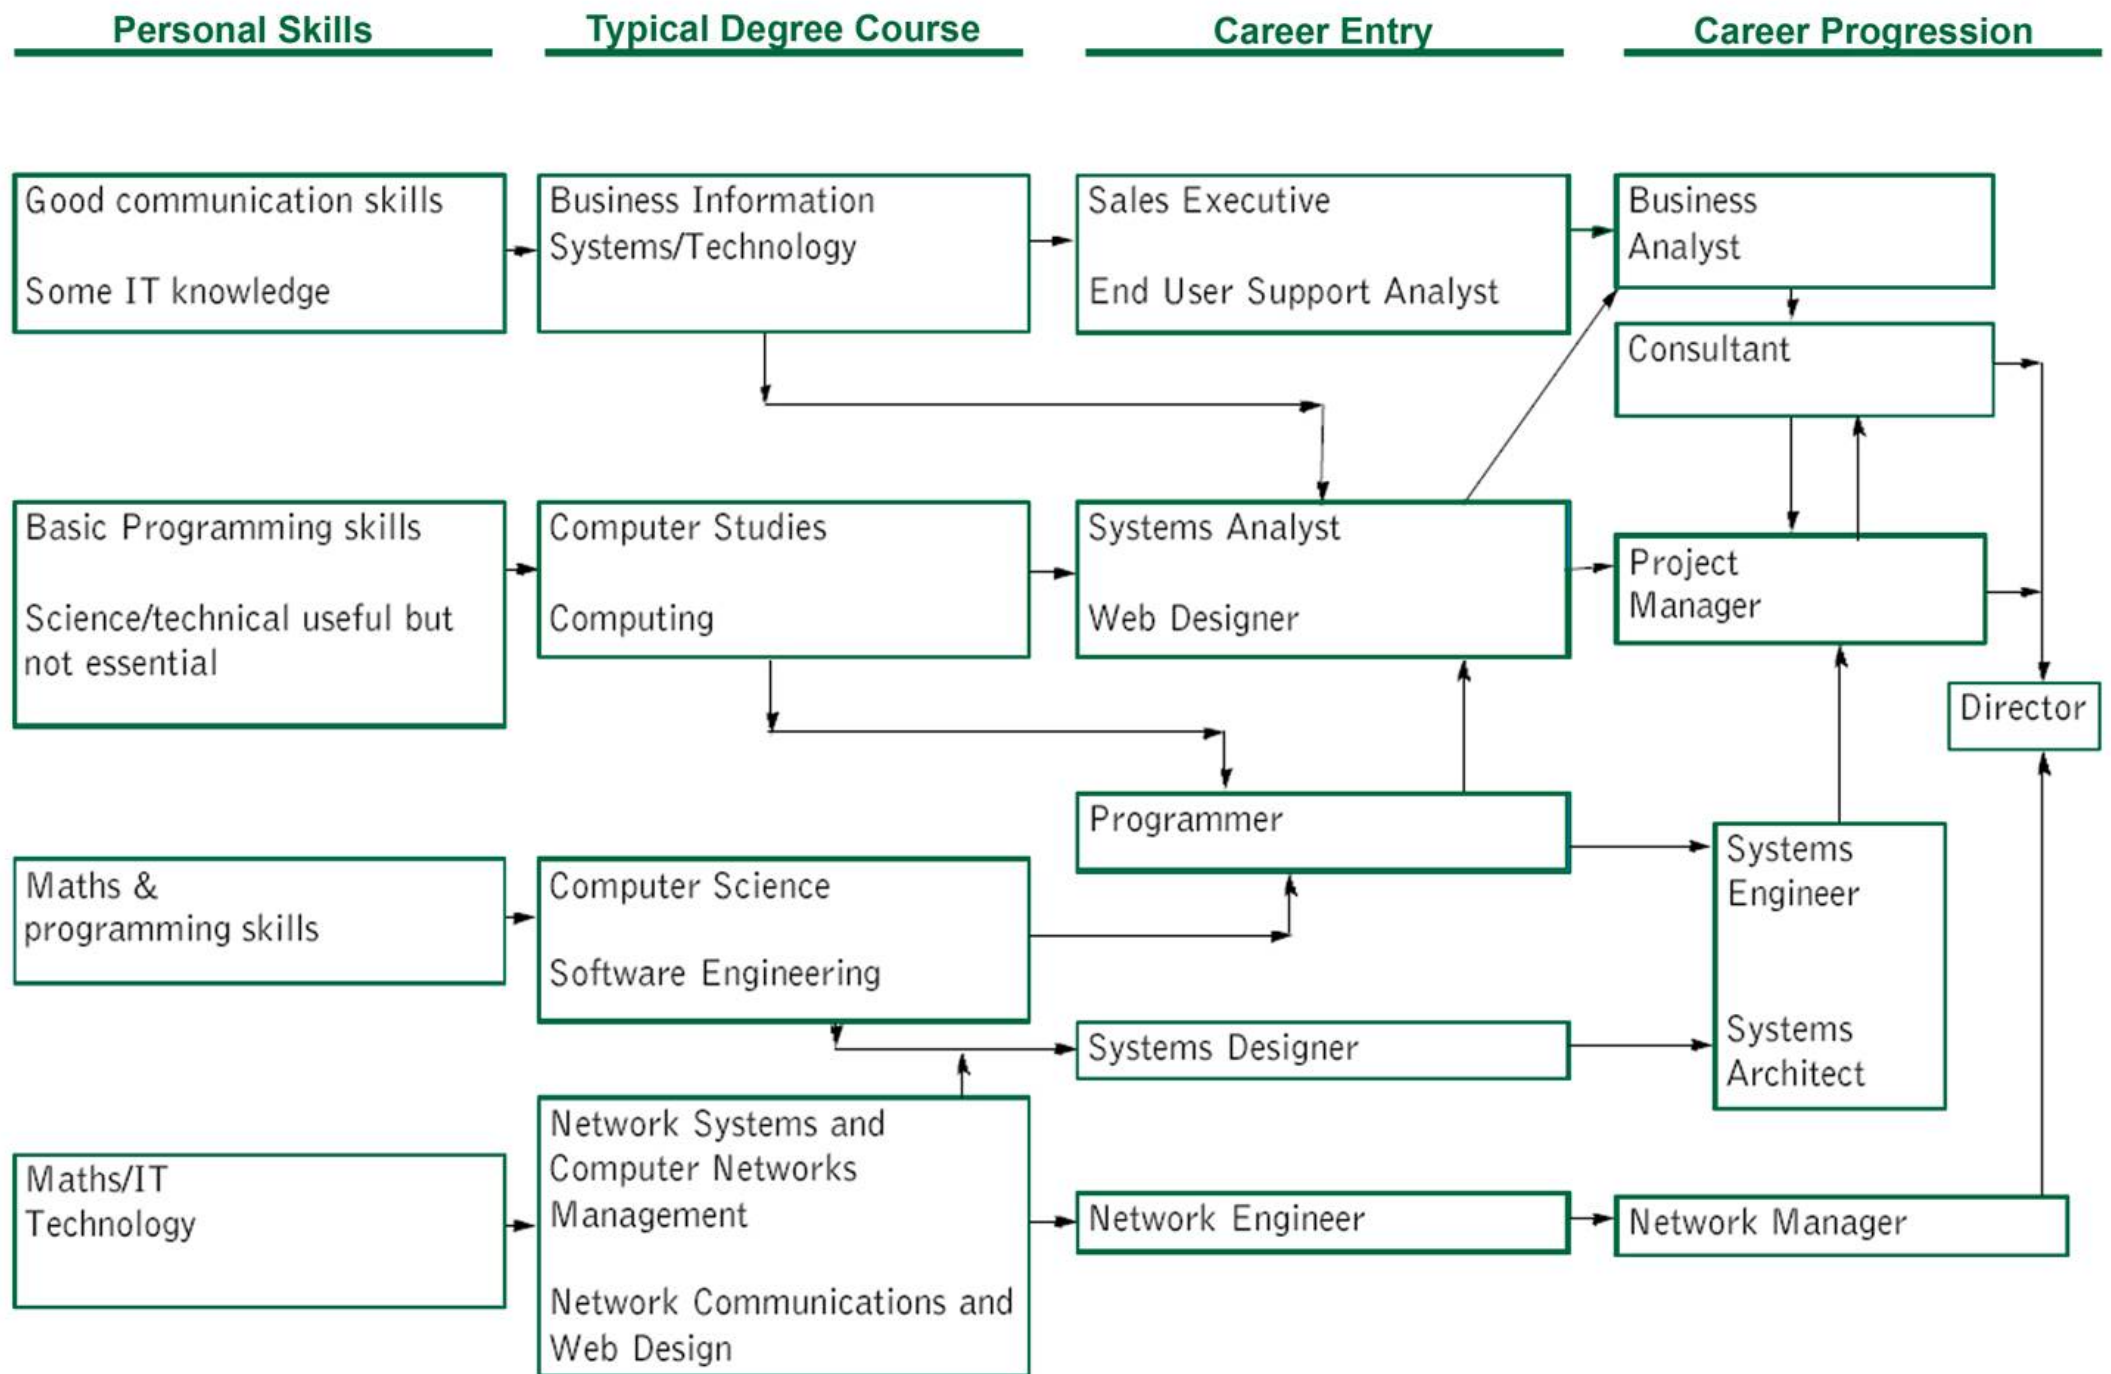 Personal Skills
Typical Degree Course
Career Entry
Career Progression
Good communication skills
Some IT knowledge
Business Information
Systems/Technology
Sales Executive
End User Support Analyst
Business
Analyst
Consultant
Basic Programming skills
Science/technical useful but
not essential
Computer Studies
Computing
Systems Analyst
Web Designer
Project
Manager
Director
Programmer
Maths &
programming skills
Computer Science
Software Engineering
Systems
Engineer
Systems
Architect
Systems Designer
Maths/IT
Technology
Network Systems and
Computer Networks
Management
Network Communications and
Web Design
Network Engineer
Network Manager